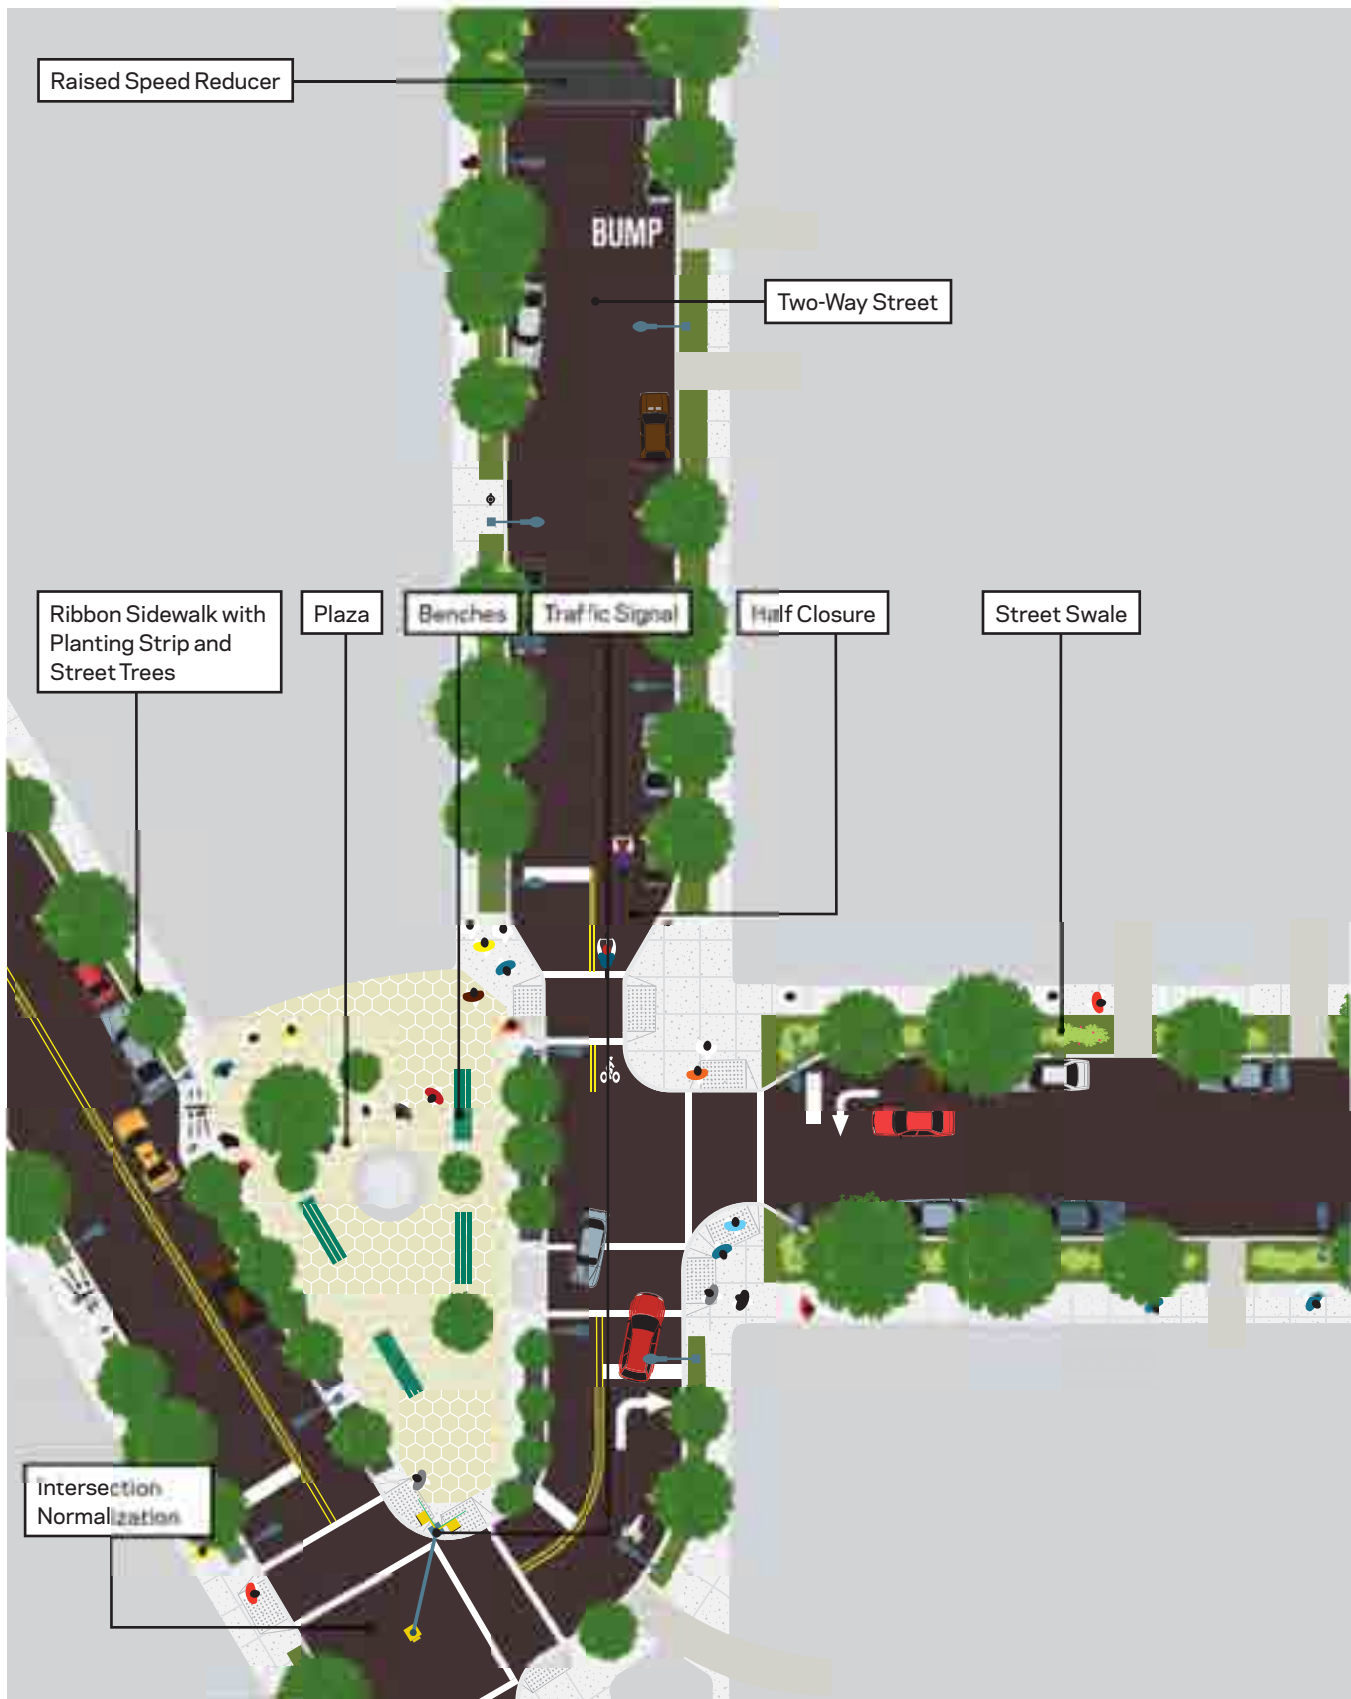 Raised Speed Reducer
BUMP
Two-Way Street
Ribbon Sidewalk with
Planting Strip and
Street Trees
Plaza
Benches
Traffic Signal
Half Closure
Street Swale
Intersection
Normalization